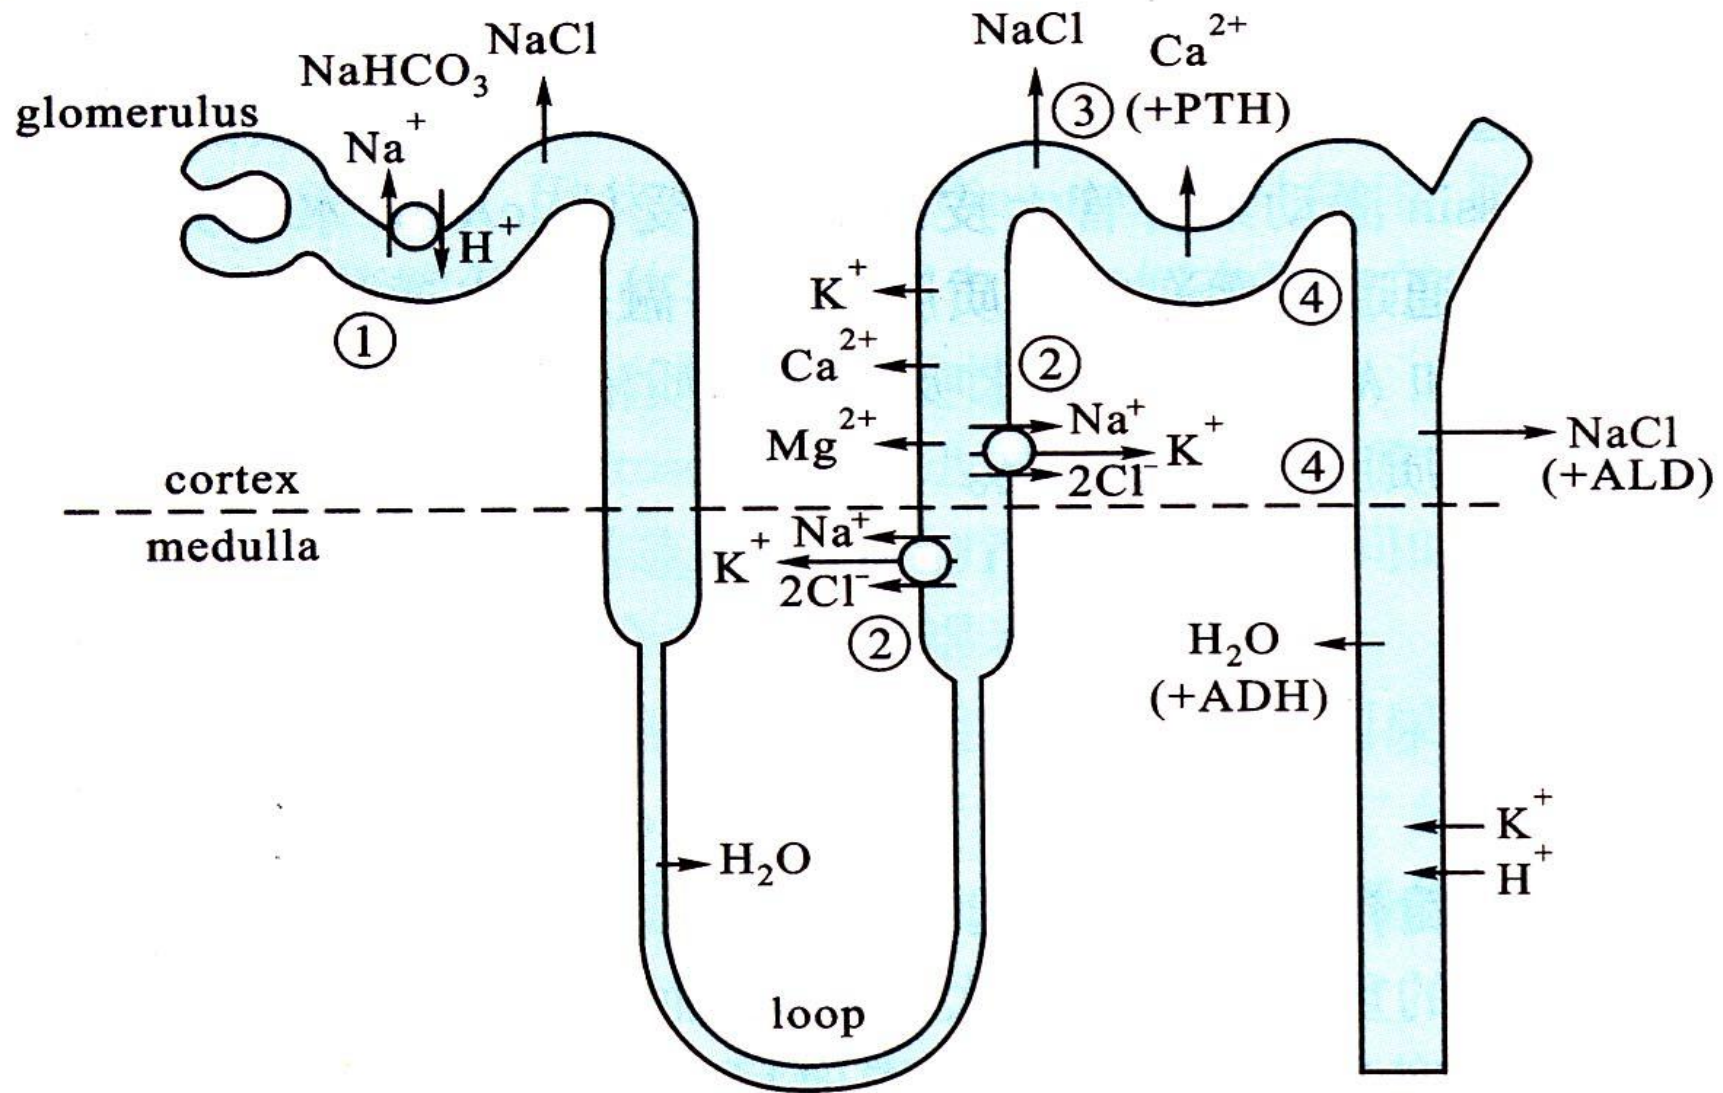 glomerulus
NaHCO₃
NaCl
Na⁺
H⁺
①
NaCl
③
Ca²⁺
(+PTH)
K⁺
Ca²⁺
Mg²⁺
②
Na⁺
K⁺
2Cl⁻
④
④
NaCl
(+ALD)
cortex
medulla
Na⁺
K⁺
2Cl⁻
②
H₂O
(+ADH)
H₂O
K⁺
H⁺
loop